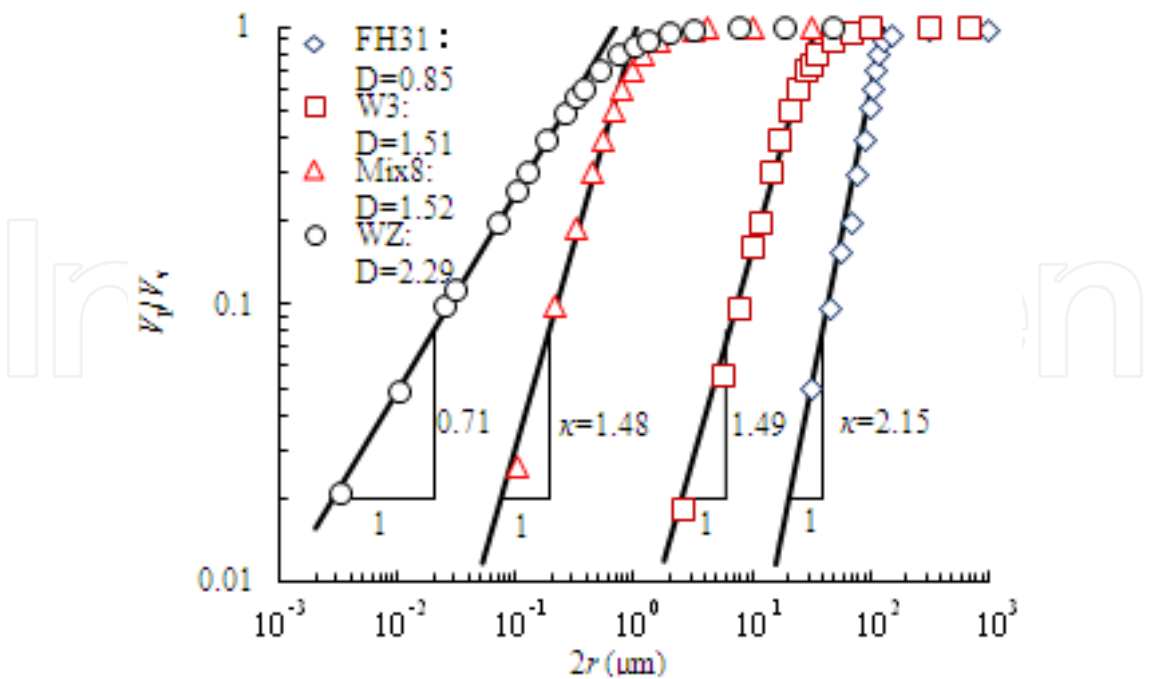 1
FH31 :
D=0.85
W3:
D=1.51
Mix8:
D=1.52
WZ:
D=2.29
0.1
0.01
0.71
κ=1.48
1.49
κ=2.15
1
1
1
1
10⁻³ 10⁻² 10⁻¹ 10⁰ 10¹ 10² 10³
2r (μm)